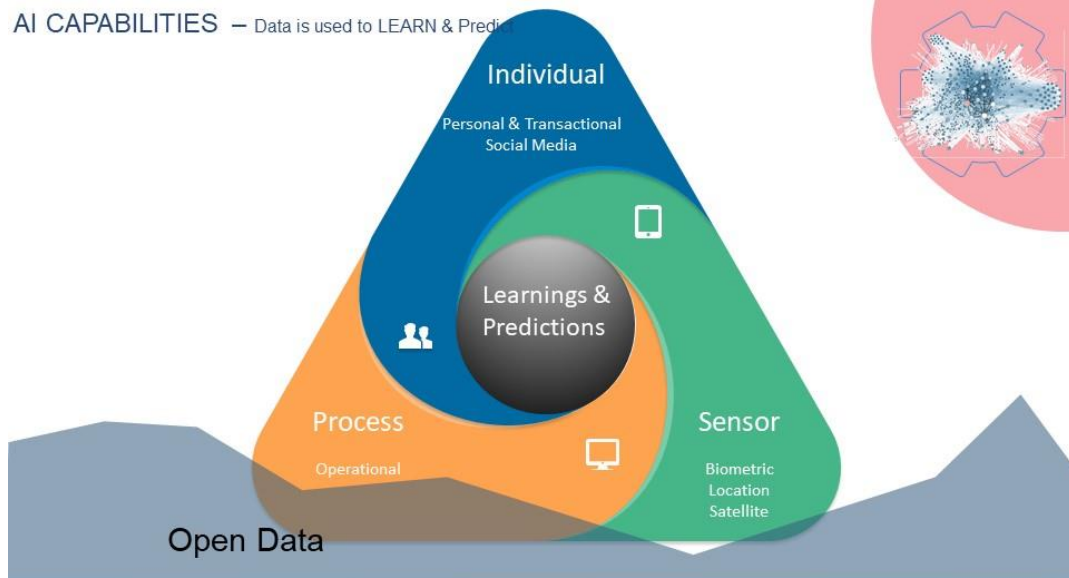 AI CAPABILITIES – Data is used to LEARN & Predict
Individual
Personal & Transactional
Social Media
Learnings &
Predictions
Process
Operational
Sensor
Biometric
Location
Satellite
Open Data